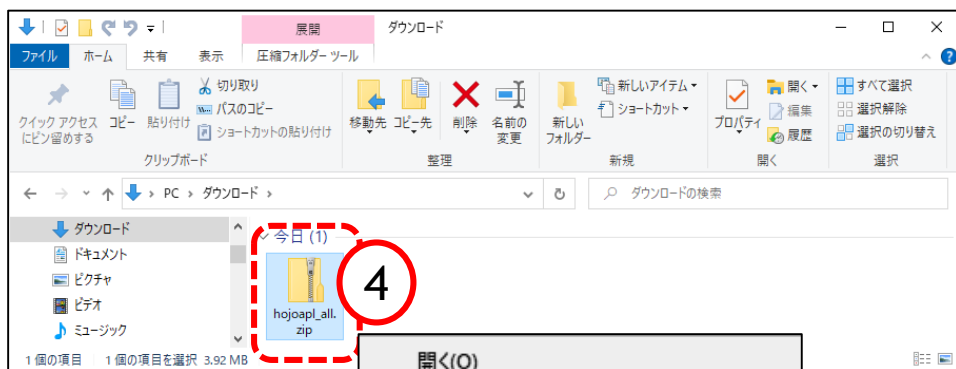 展開
ダウンロード
ファイル ホーム 共有 表示 圧縮フォルダー ツール
クイック アクセス
にピン留めする
コピー
貼り付け
切り取り
パスのコピー
ショートカットの貼り付け
クリップボード
移動先
コピー先
削除
名前の
変更
整理
新しい
フォルダー
新しいアイテム
ショートカット
新規
プロパティ
開く
編集
履歴
開く
すべて選択
選択解除
選択の切り替え
選択
PC › ダウンロード ›
ダウンロードの検索
ダウンロード
ドキュメント
ピクチャ
ビデオ
ミュージック
今日 (1)
hojoapl_all.
zip
4
1 個の項目 1 個の項目を選択 3.92 MB
開く(O)